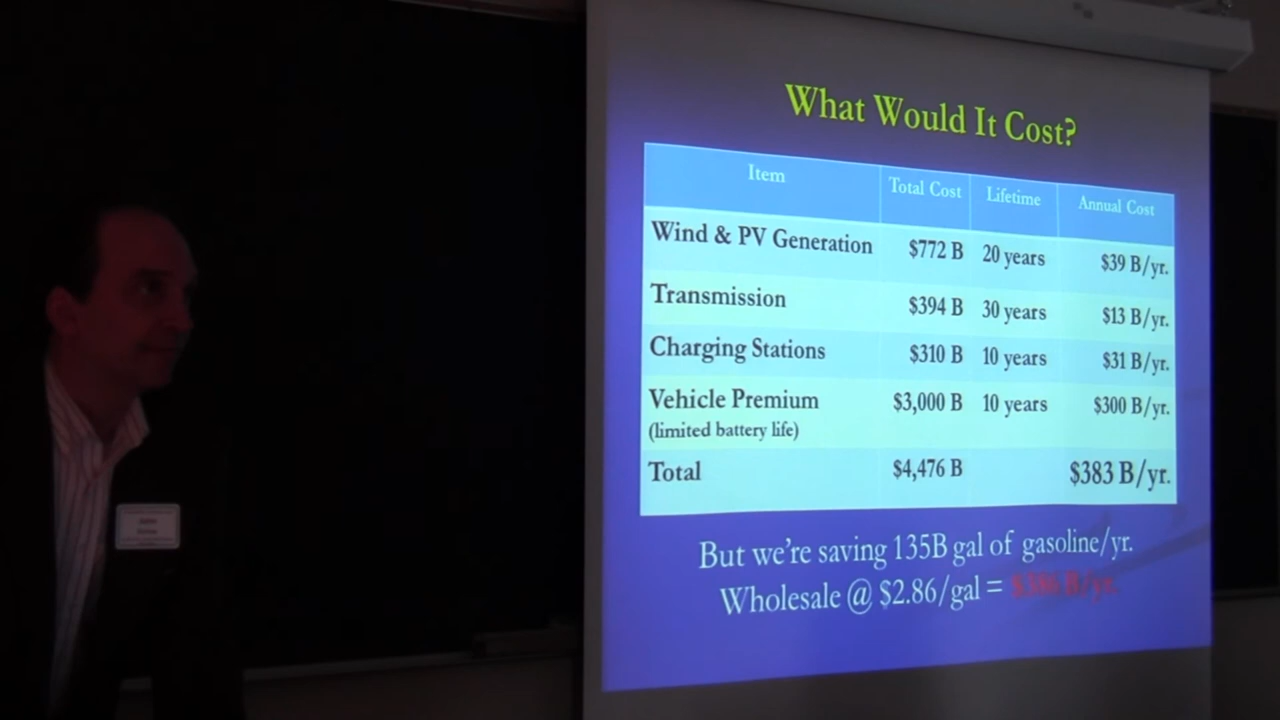 What Would It Cost?
Item Total Cost Lifetime Annual Cost
Wind & PV Generation $772 B 20 years $39 B/yr.
Transmission $394 B 30 years $13 B/yr.
Charging Stations $310 B 10 years $31 B/yr.
Vehicle Premium $3,000 B 10 years $300 B/yr.
(limited battery life)
Total $4,476 B $383 B/yr.
But we're saving 135B gal of gasoline/yr.
Wholesale @ $2.86/gal = $386 B/yr.